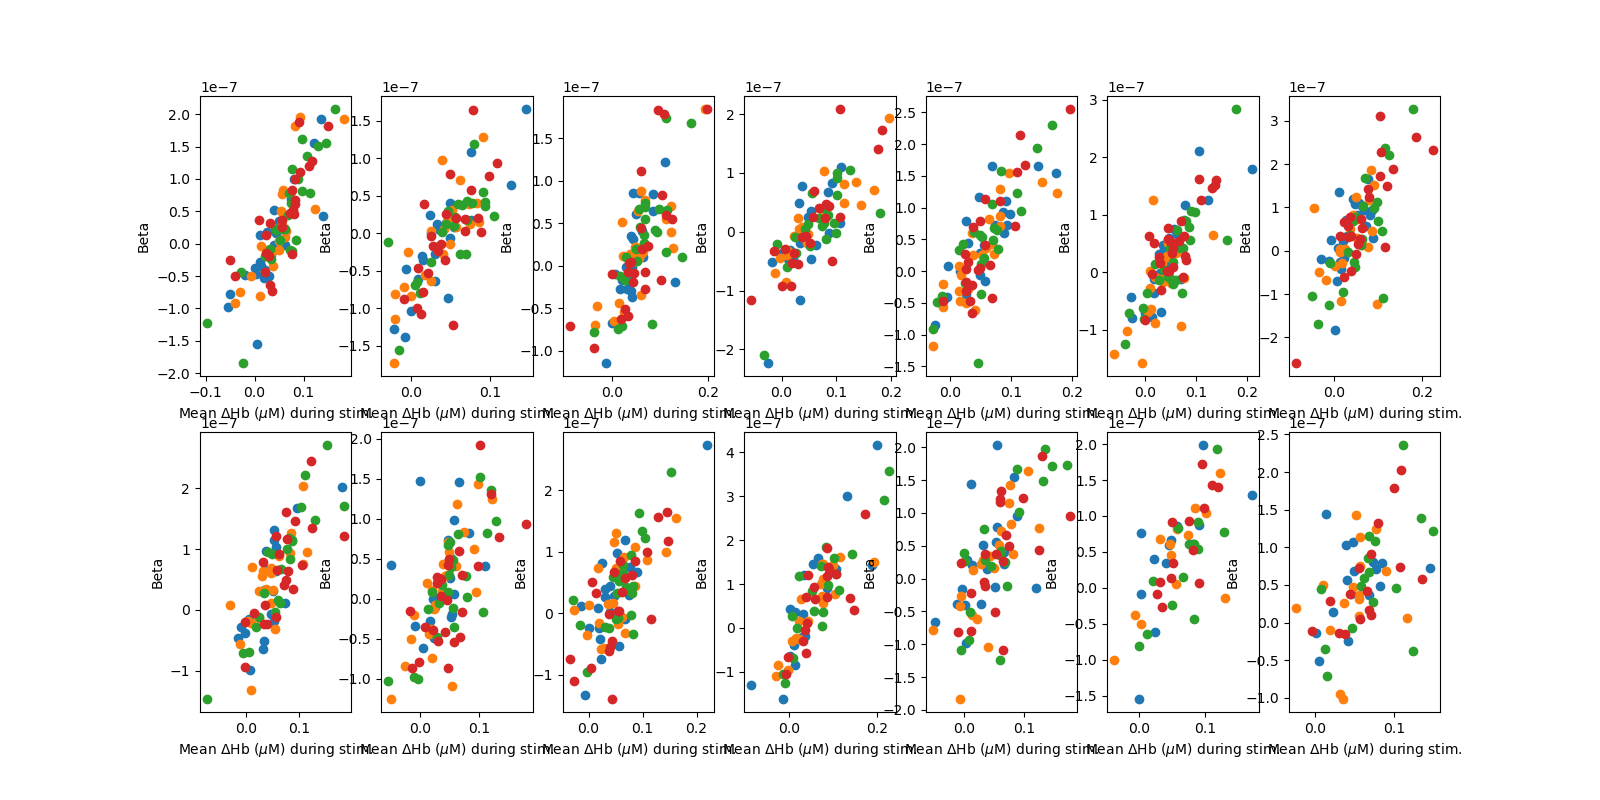 1e−7 1e−7 1e−7 1e−7 1e−7 1e−7 1e−7
Beta Beta Beta Beta Beta Beta Beta
2.0 1.5 1.0 0.5 0.0 −0.5 −1.0 −1.5 −2.0
1.5 1.0 0.5 0.0 −0.5 −1.0 −1.5
1.5 1.0 0.5 0.0 −0.5 −1.0
2 1 0 −1 −2
2.5 2.0 1.5 1.0 0.5 0.0 −0.5 −1.0 −1.5
3 2 1 0 −1
3 2 1 0 −1 −2
−0.1 0.0 0.1 0.0 0.1 0.0 0.2 0.0 0.1 0.2 0.0 0.1 0.2 0.0 0.1 0.2 0.0 0.2
Mean ΔHb (μM) during stim. Mean ΔHb (μM) during stim. Mean ΔHb (μM) during stim. Mean ΔHb (μM) during stim. Mean ΔHb (μM) during stim. Mean ΔHb (μM) during stim. Mean ΔHb (μM) during stim.
1e−7 1e−7 1e−7 1e−7 1e−7 1e−7 1e−7
Beta Beta Beta Beta Beta Beta Beta
2 1 0 −1
2.0 1.5 1.0 0.5 0.0 −0.5 −1.0
2 1 0 −1
4 3 2 1 0 −1
2.0 1.5 1.0 0.5 0.0 −0.5 −1.0 −1.5 −2.0
2.0 1.5 1.0 0.5 0.0 −0.5 −1.0 −1.5
2.5 2.0 1.5 1.0 0.5 0.0 −0.5 −1.0
0.0 0.1 0.0 0.1 0.0 0.1 0.2 0.0 0.1 0.2 0.0 0.1 0.0 0.1 0.0 0.1
Mean ΔHb (μM) during stim. Mean ΔHb (μM) during stim. Mean ΔHb (μM) during stim. Mean ΔHb (μM) during stim. Mean ΔHb (μM) during stim. Mean ΔHb (μM) during stim. Mean ΔHb (μM) during stim.